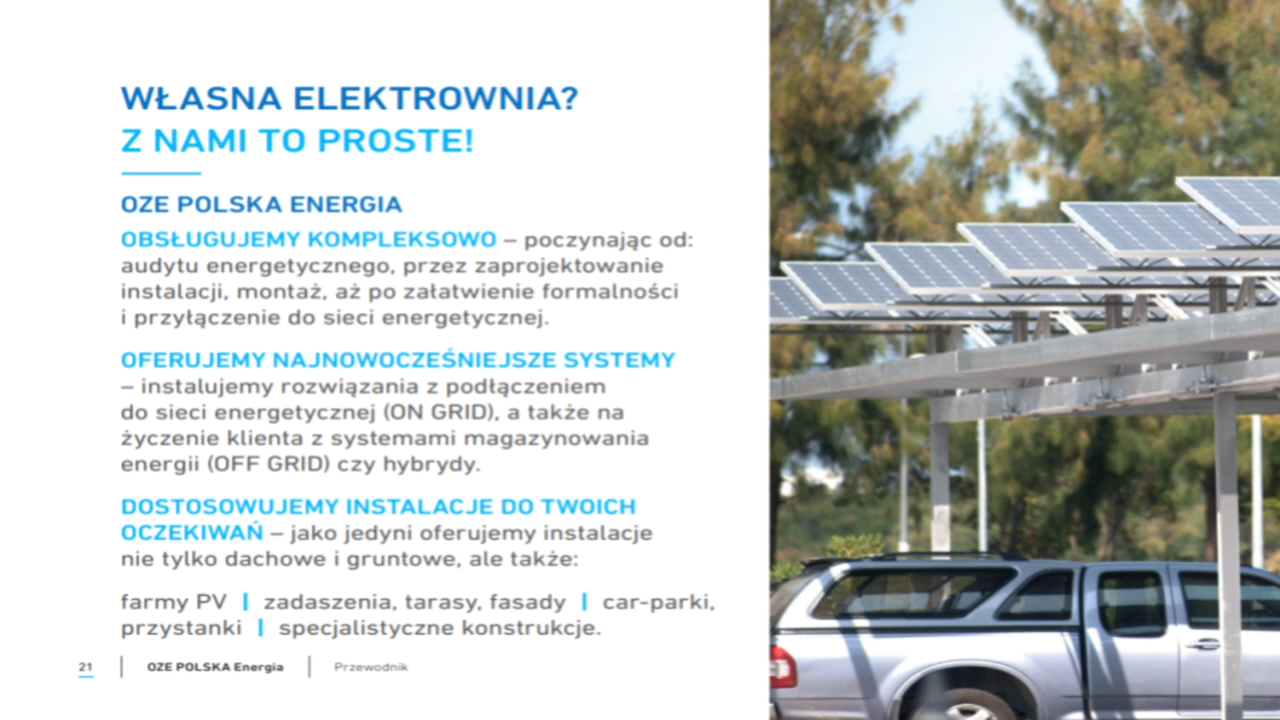 WŁASNA ELEKTROWNIA?
Z NAMI TO PROSTE!
OZE POLSKA ENERGIA
OBSŁUGUJEMY KOMPLEKSOWO – poczynając od:
audytu energetycznego, przez zaprojektowanie
instalacji, montaż, aż po załatwienie formalności
i przyłączenie do sieci energetycznej.
OFERUJEMY NAJNOWOCZEŚNIEJSZE SYSTEMY
– instalujemy rozwiązania z podłączeniem
do sieci energetycznej (ON GRID), a także na
życzenie klienta z systemami magazynowania
energii (OFF GRID) czy hybrydy.
DOSTOSOWUJEMY INSTALACJE DO TWOICH
OCZEKIWAŃ – jako jedyni oferujemy instalacje
nie tylko dachowe i gruntowe, ale także:
farmy PV | zadaszenia, tarasy, fasady | car-parki,
przystanki | specjalistyczne konstrukcje.
21 | OZE POLSKA Energia | Przewodnik